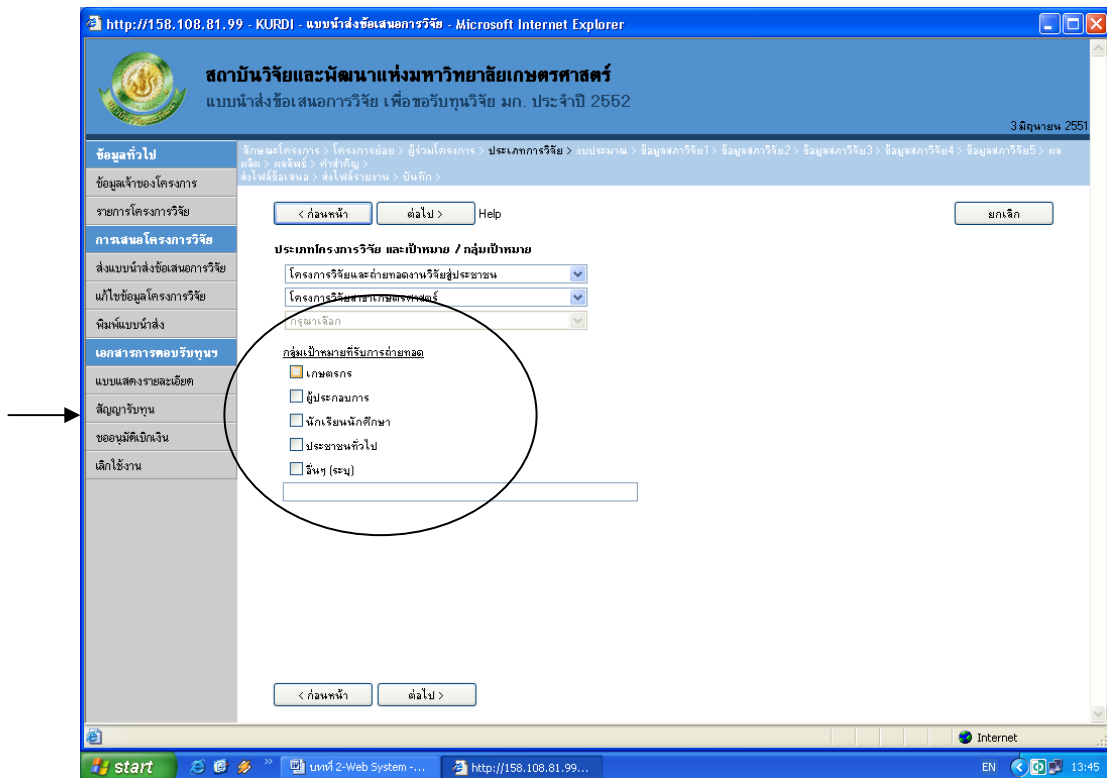 http://158.108.81.99 - KURDI - แบบนำส่งข้อเสนอการวิจัย - Microsoft Internet Explorer
สถาบันวิจัยและพัฒนาแห่งมหาวิทยาลัยเกษตรศาสตร์
แบบนำส่งข้อเสนอการวิจัย เพื่อขอรับทุนวิจัย มก. ประจำปี 2552
3 มิถุนายน 2551
ข้อมูลทั่วไป
ข้อมูลเจ้าของโครงการ
รายการโครงการวิจัย
การเสนอโครงการวิจัย
ส่งแบบนำส่งข้อเสนอการวิจัย
แก้ไขข้อมูลโครงการวิจัย
พิมพ์แบบนำส่ง
เอกสารการตอบรับทุนฯ
แบบแสดงรายละเอียด
สัญญารับทุน
ขออนุมัติเบิกเงิน
เลิกใช้งาน
ลักษณะโครงการ > โครงการย่อย > ผู้ร่วมโครงการ > ประเภทการวิจัย > งบประมาณ > ข้อมูลสภาวิจัย1 > ข้อมูลสภาวิจัย2 > ข้อมูลสภาวิจัย3 > ข้อมูลสภาวิจัย4 > ข้อมูลสภาวิจัย5 > ผล
ผลิต > ผลลัพธ์ > คำสำคัญ >
ส่งไฟล์ข้อเสนอ > ส่งไฟล์รายงาน > บันทึก >
< ก่อนหน้า ต่อไป > Help ยกเลิก
ประเภทโครงการวิจัย และเป้าหมาย / กลุ่มเป้าหมาย
โครงการวิจัยและถ่ายทอดงานวิจัยสู่ประชาชน
โครงการวิจัยสาขาเกษตรศาสตร์
กรุณาเลือก
กลุ่มเป้าหมายที่รับการถ่ายทอด
เกษตรกร
ผู้ประกอบการ
นักเรียนนักศึกษา
ประชาชนทั่วไป
อื่นๆ (ระบุ)
< ก่อนหน้า ต่อไป >
Internet
start บทที่ 2-Web System -... http://158.108.81.99... EN 13:45